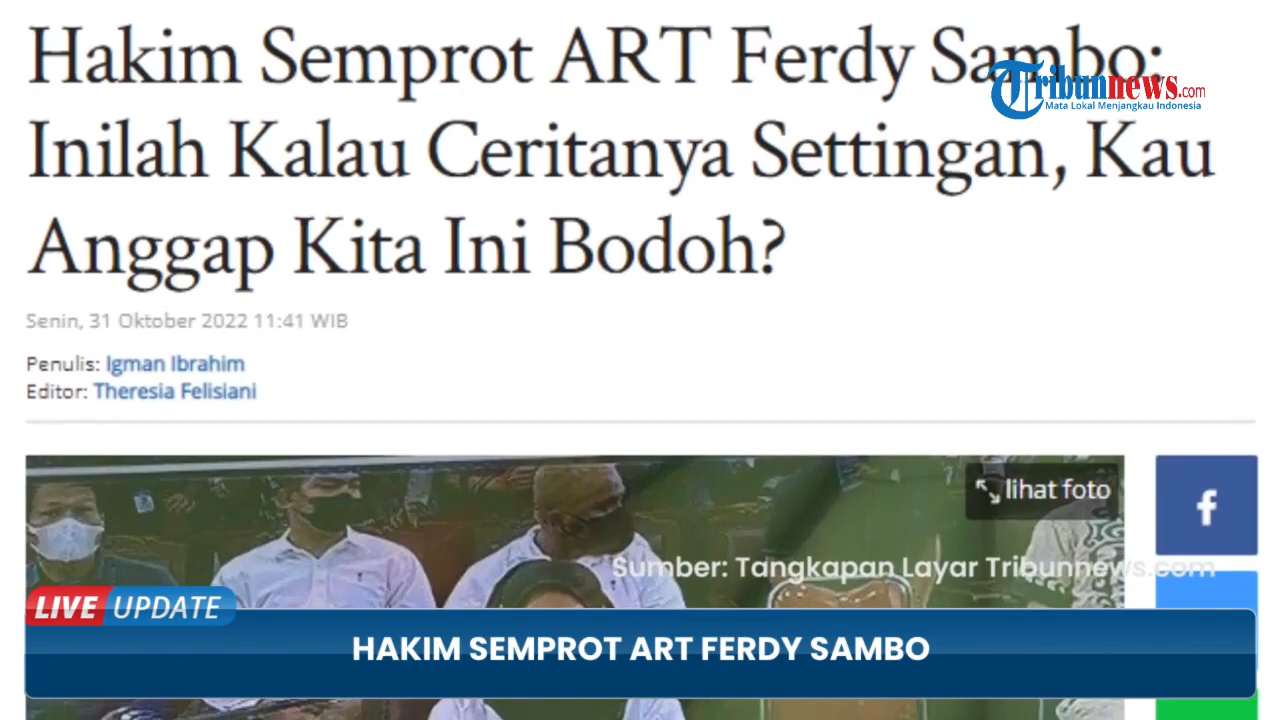 Hakim Semprot ART Ferdy Sambo:
Tribunnews.com
Mata Lokal Menjangkau Indonesia
Inilah Kalau Ceritanya Settingan, Kau
Anggap Kita Ini Bodoh?
Senin, 31 Oktober 2022 11:41 WIB
Penulis: Igman Ibrahim
Editor: Theresia Felisiani
lihat foto
f
Sumber: Tangkapan Layar Tribunnews.com
LIVE UPDATE
HAKIM SEMPROT ART FERDY SAMBO